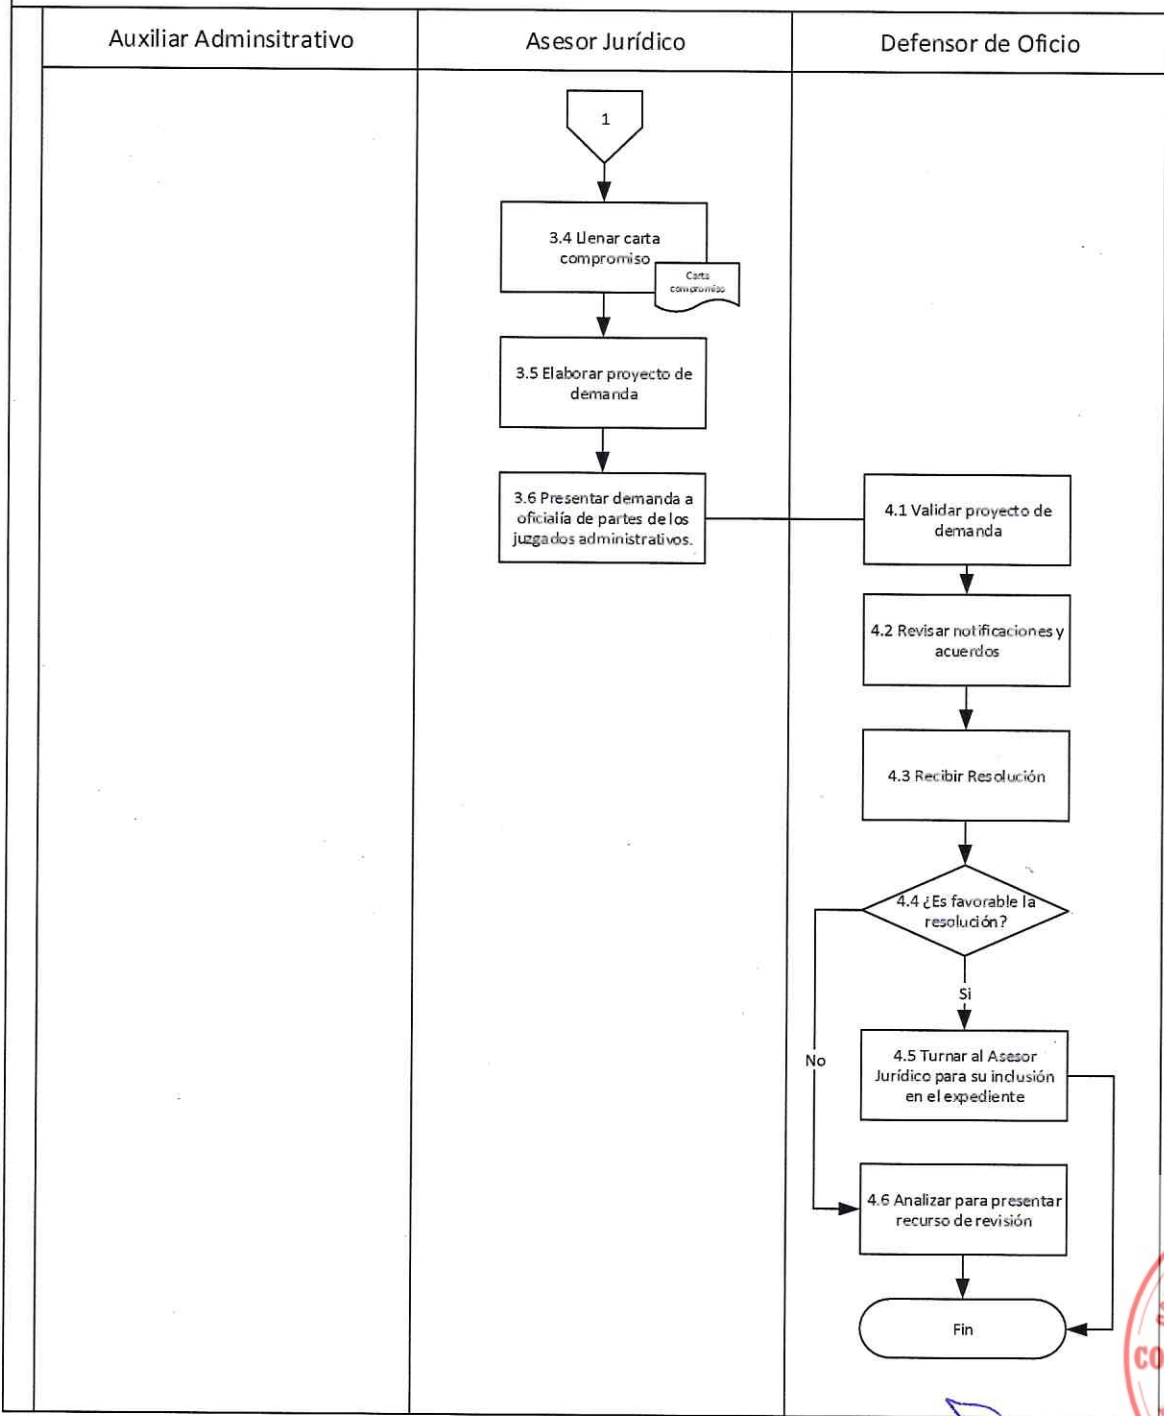 Auxiliar Adminsitrativo
Asesor Jurídico
Defensor de Oficio
1
3.4 Llenar carta
compromiso
Carta
compromiso
3.5 Elaborar proyecto de
demanda
3.6 Presentar demanda a
oficialía de partes de los
juzgados administrativos.
4.1 Validar proyecto de
demanda
4.2 Revisar notificaciones y
acuerdos
4.3 Recibir Resolución
4.4 ¿Es favorable la
resolución?
Si
No
4.5 Turnar al Asesor
Jurídico para su inclusión
en el expediente
4.6 Analizar para presentar
recurso de revisión
Fin
CO